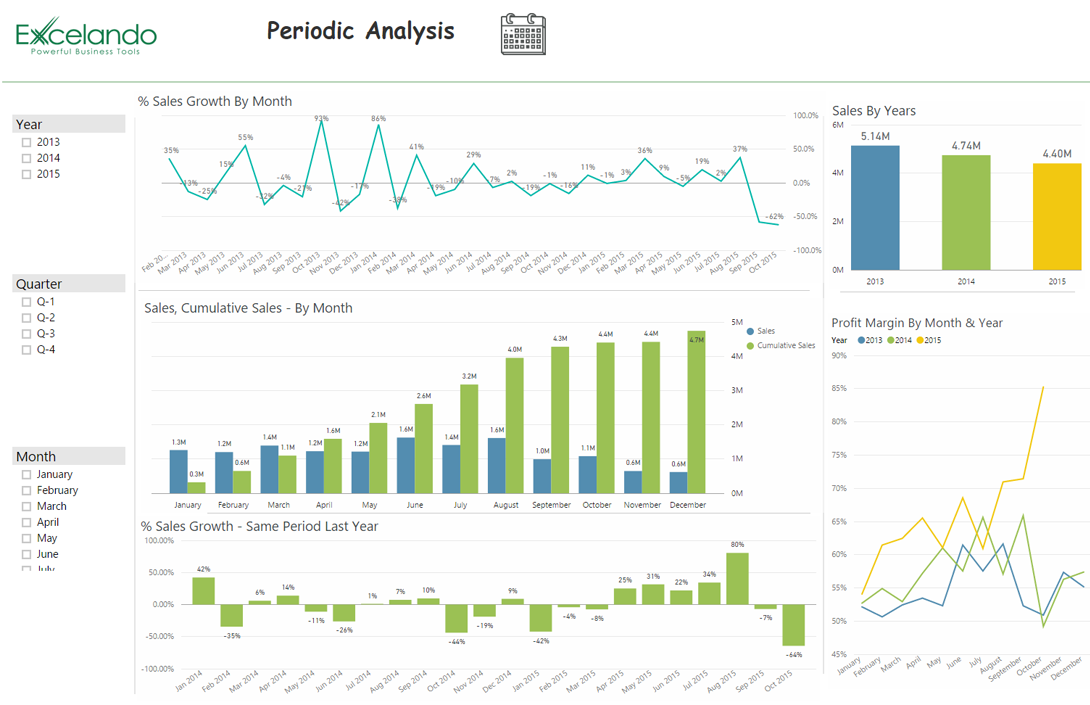 Excelando
Powerful Business Tools
Periodic Analysis
Year
2013
2014
2015
Quarter
Q-1
Q-2
Q-3
Q-4
Month
January
February
March
April
May
June
July
% Sales Growth By Month
100.0%
50.0%
0.0%
-50.0%
-100.0%
35%
-13%
-25%
15%
55%
-32%
-4%
-21%
93%
-42%
-17%
86%
-38%
41%
-19%
-10%
29%
-7%
2%
-19%
-1%
-16%
11%
-1%
3%
36%
9%
-5%
19%
2%
37%
-62%
Feb 20...
Mar 2013
Apr 2013
May 2013
Jun 2013
Jul 2013
Aug 2013
Sep 2013
Oct 2013
Nov 2013
Dec 2013
Jan 2014
Feb 2014
Mar 2014
Apr 2014
May 2014
Jun 2014
Jul 2014
Aug 2014
Sep 2014
Oct 2014
Nov 2014
Dec 2014
Jan 2015
Feb 2015
Mar 2015
Apr 2015
May 2015
Jun 2015
Jul 2015
Aug 2015
Sep 2015
Oct 2015
Sales, Cumulative Sales - By Month
Sales
Cumulative Sales
5M
4M
3M
2M
1M
0M
1.3M
0.3M
1.2M
0.6M
1.4M
1.1M
1.2M
1.6M
1.2M
2.1M
1.6M
2.6M
1.4M
3.2M
1.6M
4.0M
1.0M
4.3M
1.1M
4.4M
0.6M
4.4M
0.6M
4.7M
January
February
March
April
May
June
July
August
September
October
November
December
% Sales Growth - Same Period Last Year
100.00%
50.00%
0.00%
-50.00%
-100.00%
42%
-35%
6%
14%
-11%
-26%
1%
7%
10%
-44%
-19%
9%
-42%
-4%
-8%
25%
31%
22%
34%
80%
-7%
-64%
Jan 2014
Feb 2014
Mar 2014
Apr 2014
May 2014
Jun 2014
Jul 2014
Aug 2014
Sep 2014
Oct 2014
Nov 2014
Dec 2014
Jan 2015
Feb 2015
Mar 2015
Apr 2015
May 2015
Jun 2015
Jul 2015
Aug 2015
Sep 2015
Oct 2015
Sales By Years
6M
4M
2M
0M
5.14M
4.74M
4.40M
2013
2014
2015
Profit Margin By Month & Year
Year 2013 2014 2015
90%
85%
80%
75%
70%
65%
60%
55%
50%
45%
January
February
March
April
May
June
July
August
September
October
November
December